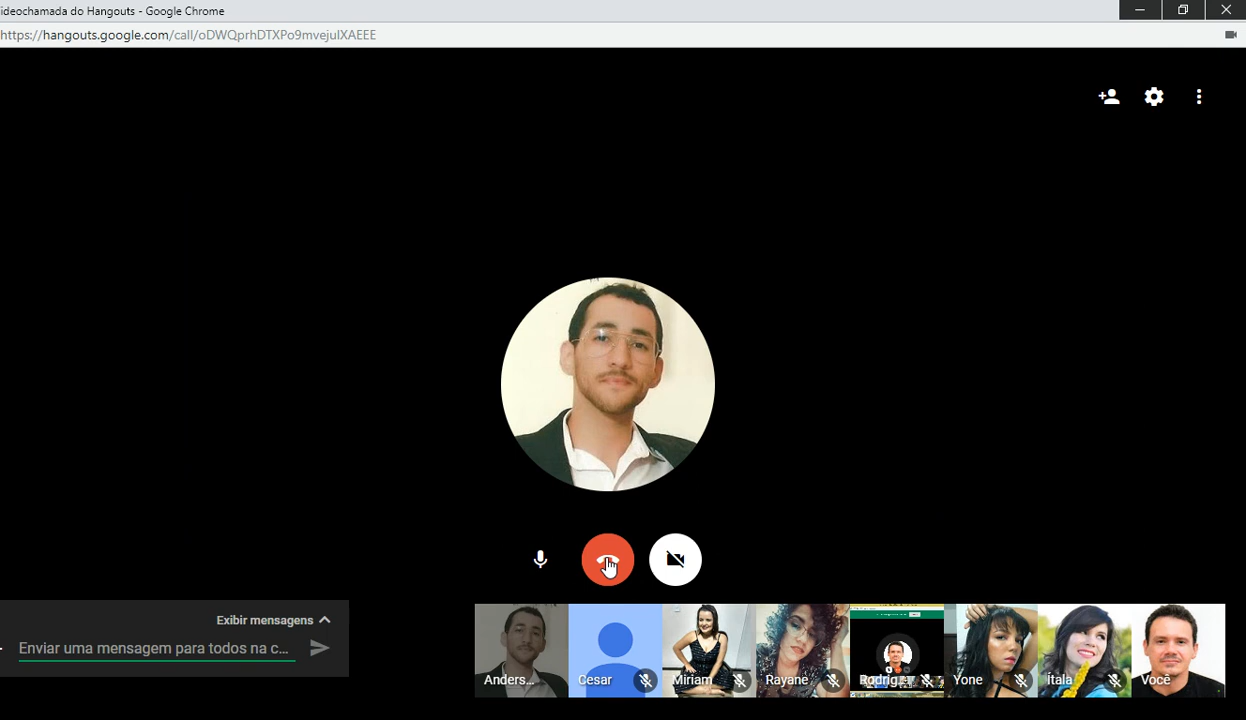 ideochamada do Hangouts - Google Chrome
https://hangouts.google.com/call/oDWQprhDTXPo9mvejulXAEEE
Exibir mensagens
Enviar uma mensagem para todos na c...
Anders...
Cesar
Miriam
Rayane
Yone
Ítala
Você